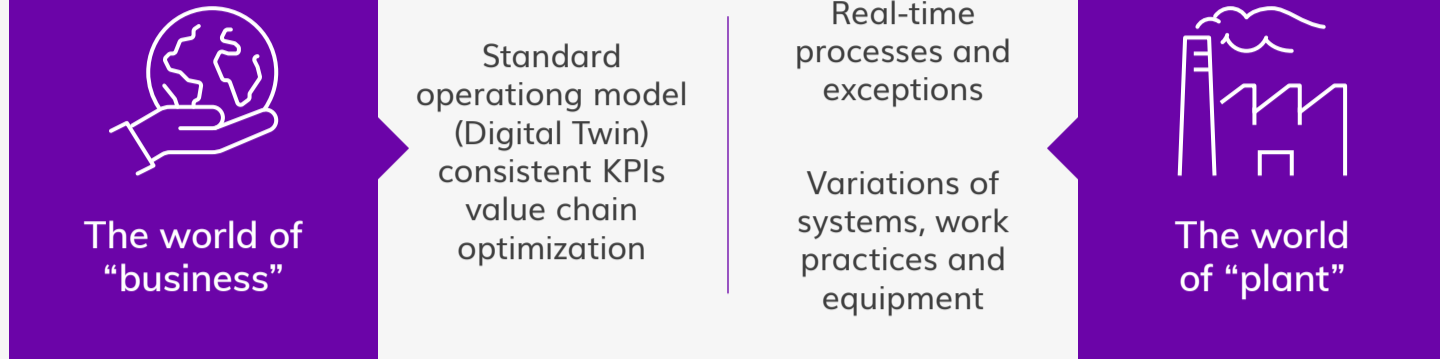 The world of
“business”
Standard
operationg model
(Digital Twin)
consistent KPIs
value chain
optimization
Real-time
processes and
exceptions
Variations of
systems, work
practices and
equipment
The world
of “plant”